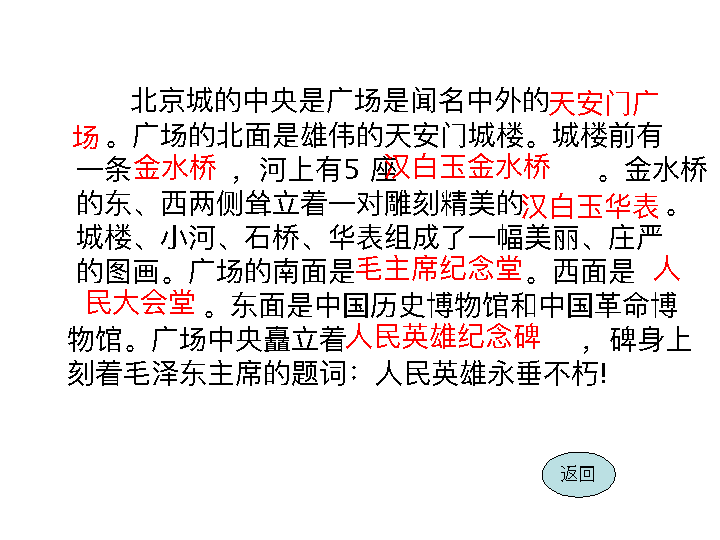 北京城的中央是广场是闻名中外的天安门广
场。广场的北面是雄伟的天安门城楼。城楼前有
一条金水桥，河上有5座汉白玉金水桥。金水桥
的东、西两侧耸立着一对雕刻精美的汉白玉华表。
城楼、小河、石桥、华表组成了一幅美丽、庄严
的图画。广场的南面是毛主席纪念堂。西面是人
民大会堂。东面是中国历史博物馆和中国革命博
物馆。广场中央矗立着人民英雄纪念碑，碑身上
刻着毛泽东主席的题词：人民英雄永垂不朽!
返回